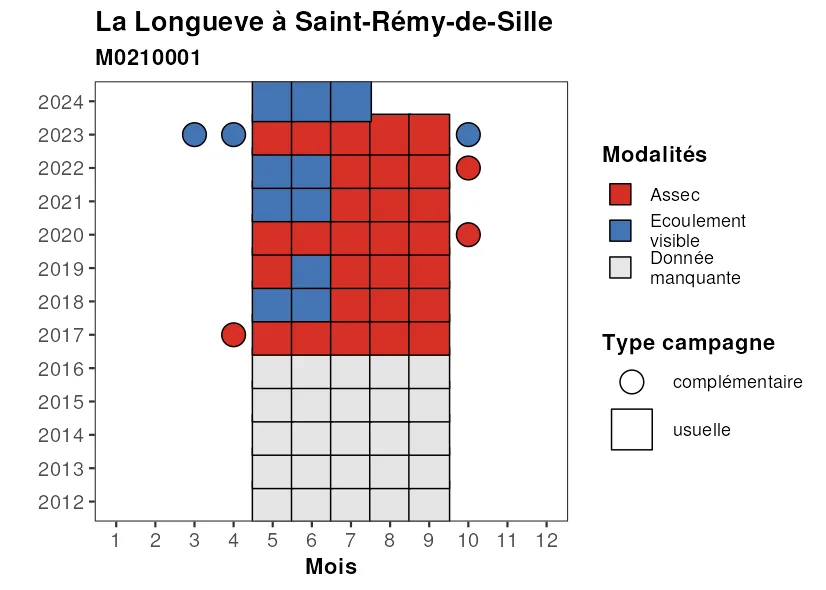 La Longueve à Saint-Rémy-de-Sille
M0210001
2024
2023
2022
2021
2020
2019
2018
2017
2016
2015
2014
2013
2012
1 2 3 4 5 6 7 8 9 10 11 12
Mois
Modalités
Assec
Ecoulement
visible
Donnée
manquante
Type campagne
complémentaire
usuelle